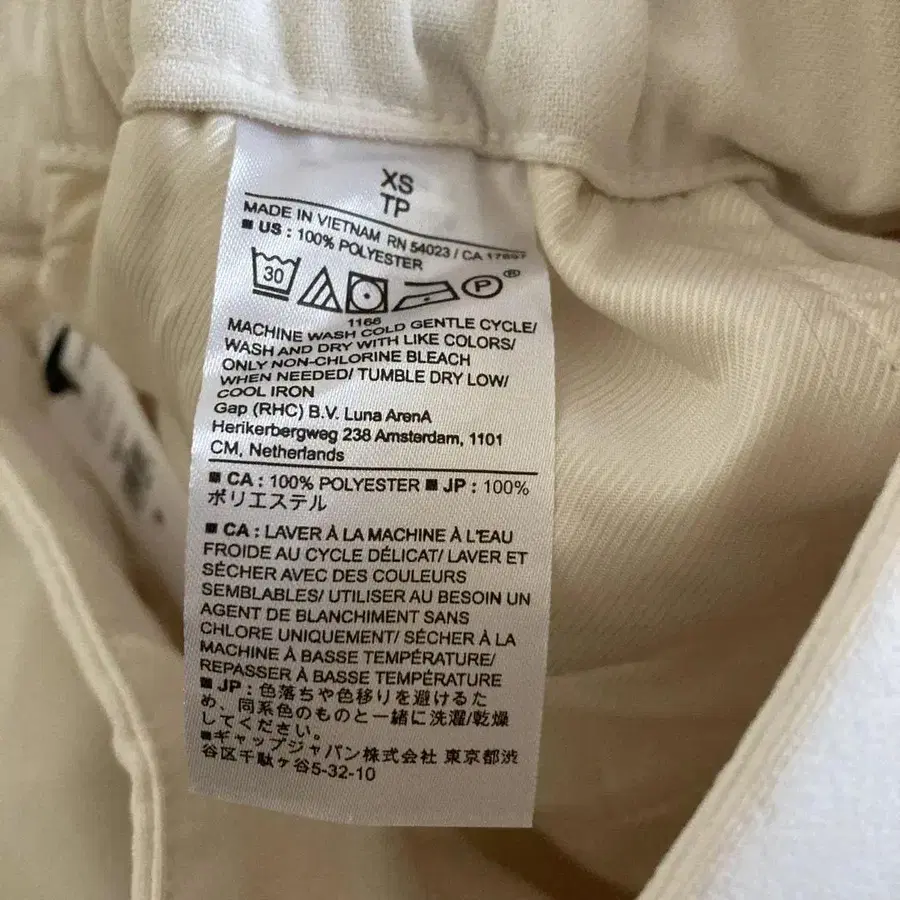 XS
TP
MADE IN VIETNAM RN 54023 / CA 17897
■ US : 100% POLYESTER
30 P ®
1166
MACHINE WASH COLD GENTLE CYCLE/
WASH AND DRY WITH LIKE COLORS/
ONLY NON-CHLORINE BLEACH
WHEN NEEDED/ TUMBLE DRY LOW/
COOL IRON
Gap (RHC) B.V. Luna ArenA
Herikerbergweg 238 Amsterdam, 1101
CM, Netherlands
■ CA : 100% POLYESTER ■ JP : 100%
ポリエステル
■ CA : LAVER À LA MACHINE À L'EAU
FROIDE AU CYCLE DÉLICAT/ LAVER ET
SÉCHER AVEC DES COULEURS
SEMBLABLES/ UTILISER AU BESOIN UN
AGENT DE BLANCHIMENT SANS
CHLORE UNIQUEMENT/ SÉCHER À LA
MACHINE À BASSE TEMPÉRATURE/
REPASSER À BASSE TEMPÉRATURE
■ JP : 色落ちや色移りを避けるた
め、同系色のものと一緒に洗濯/乾燥
してください。
■ギャップジャパン株式会社 東京都渋
谷区千駄ヶ谷5-32-10